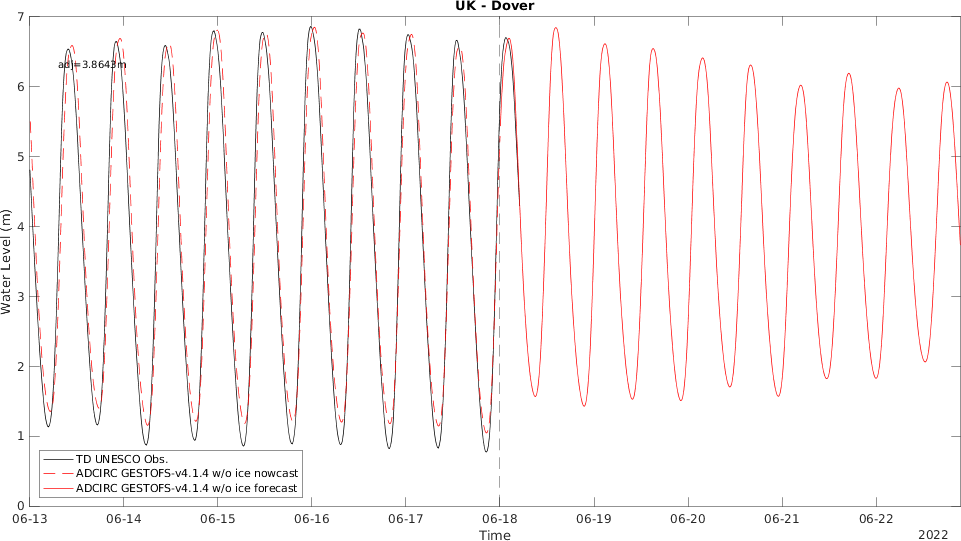 UK - Dover
7
adj=3.8643m
6
5
4
3
2
1
0
Water Level (m)
TD UNESCO Obs.
ADCIRC GESTOFS-v4.1.4 w/o ice nowcast
ADCIRC GESTOFS-v4.1.4 w/o ice forecast
06-13 06-14 06-15 06-16 06-17 06-18 06-19 06-20 06-21 06-22
Time
2022